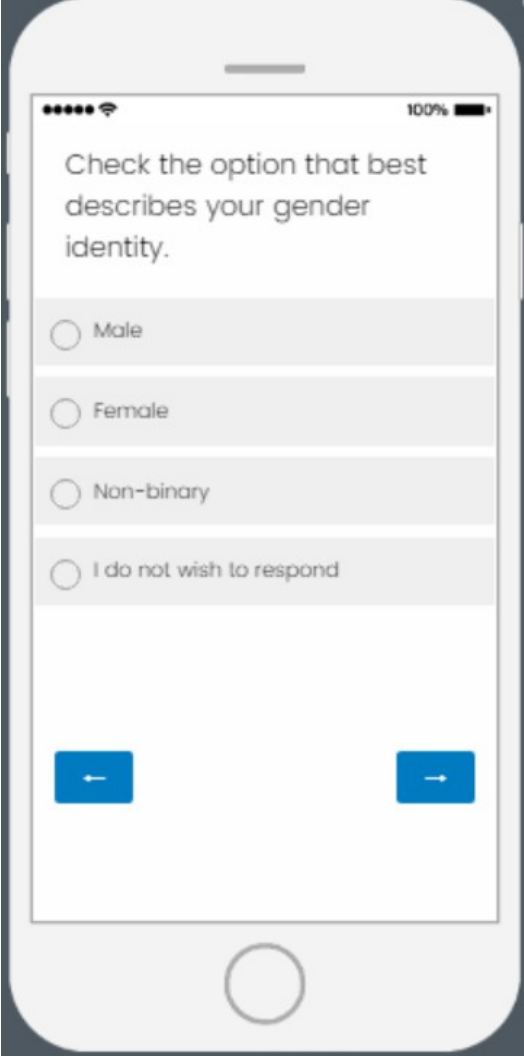 100%
Check the option that best
describes your gender
identity.
Male
Female
Non-binary
I do not wish to respond
←
→